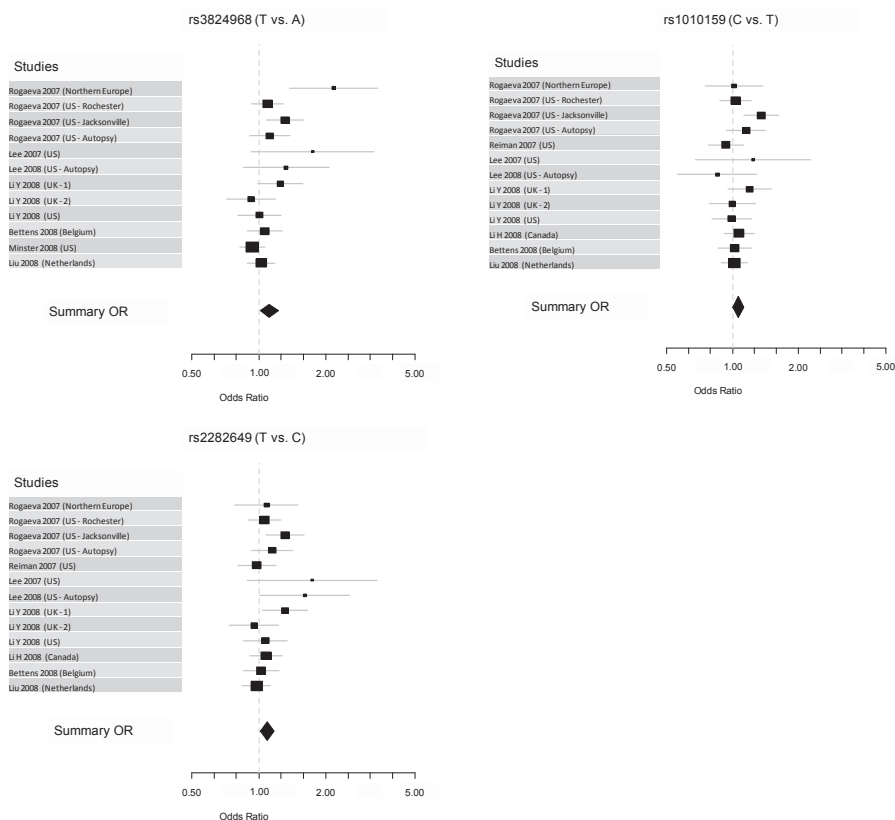 rs3824968 (T vs. A)
Studies
Rogaeva 2007 (Northern Europe)
Rogaeva 2007 (US - Rochester)
Rogaeva 2007 (US - Jacksonville)
Rogaeva 2007 (US - Autopsy)
Lee 2007 (US)
Lee 2008 (US - Autopsy)
Li Y 2008 (UK - 1)
Li Y 2008 (UK - 2)
Li Y 2008 (US)
Bettens 2008 (Belgium)
Minster 2008 (US)
Liu 2008 (Netherlands)
Summary OR
0.50 1.00 2.00 5.00
Odds Ratio
rs1010159 (C vs. T)
Studies
Rogaeva 2007 (Northern Europe)
Rogaeva 2007 (US - Rochester)
Rogaeva 2007 (US - Jacksonville)
Rogaeva 2007 (US - Autopsy)
Reiman 2007 (US)
Lee 2007 (US)
Lee 2008 (US - Autopsy)
Li Y 2008 (UK - 1)
Li Y 2008 (UK - 2)
Li Y 2008 (US)
Li H 2008 (Canada)
Bettens 2008 (Belgium)
Liu 2008 (Netherlands)
Summary OR
0.50 1.00 2.00 5.00
Odds Ratio
rs2282649 (T vs. C)
Studies
Rogaeva 2007 (Northern Europe)
Rogaeva 2007 (US - Rochester)
Rogaeva 2007 (US - Jacksonville)
Rogaeva 2007 (US - Autopsy)
Reiman 2007 (US)
Lee 2007 (US)
Lee 2008 (US - Autopsy)
Li Y 2008 (UK - 1)
Li Y 2008 (UK - 2)
Li Y 2008 (US)
Li H 2008 (Canada)
Bettens 2008 (Belgium)
Liu 2008 (Netherlands)
Summary OR
0.50 1.00 2.00 5.00
Odds Ratio